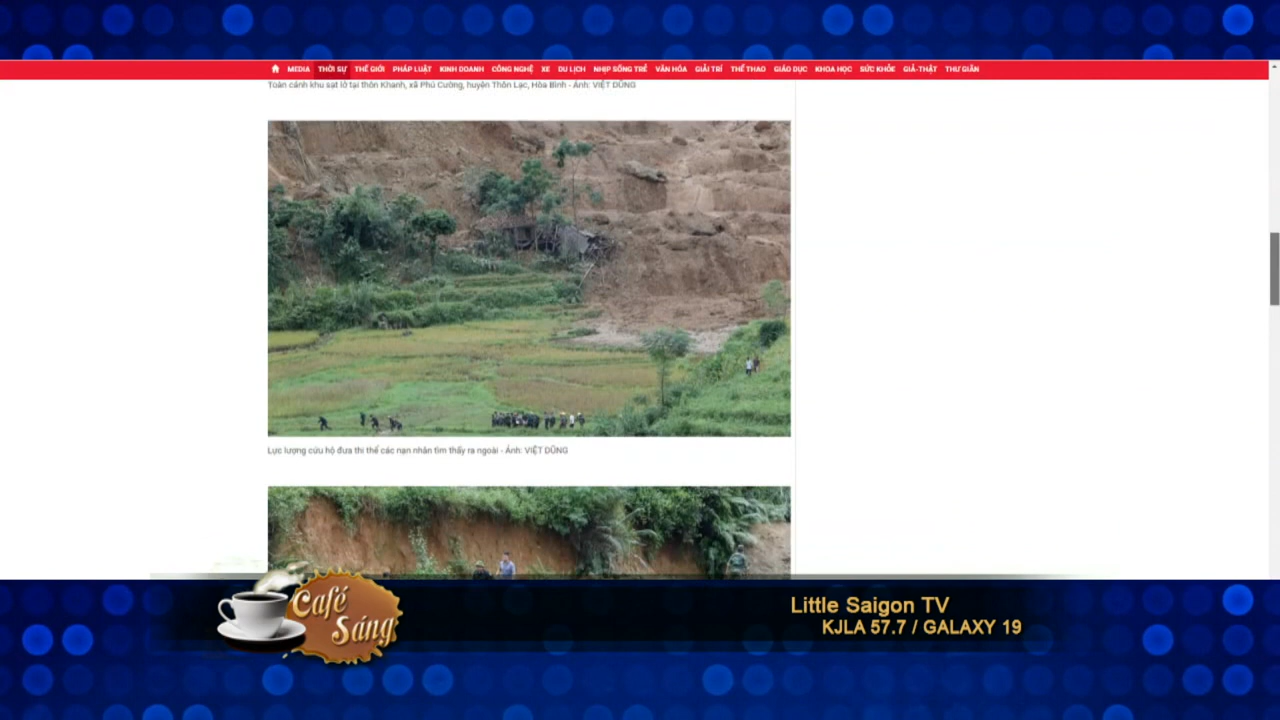 MEDIA THỜI SỰ THẾ GIỚI PHÁP LUẬT KINH DOANH CÔNG NGHỆ XE DU LỊCH NHỊP SỐNG TRẺ VĂN HÓA GIẢI TRÍ THỂ THAO GIÁO DỤC KHOA HỌC SỨC KHỎE GIẢ-THẬT THƯ GIÃN
Toàn cảnh khu sạt lở tại thôn Khanh, xã Phú Cường, huyện Thôn Lạc, Hòa Bình - Ảnh: VIỆT DŨNG
Lực lượng cứu hộ đưa thi thể các nạn nhân tìm thấy ra ngoài - Ảnh: VIỆT DŨNG
Café
Sáng
Little Saigon TV
KJLA 57.7 / GALAXY 19